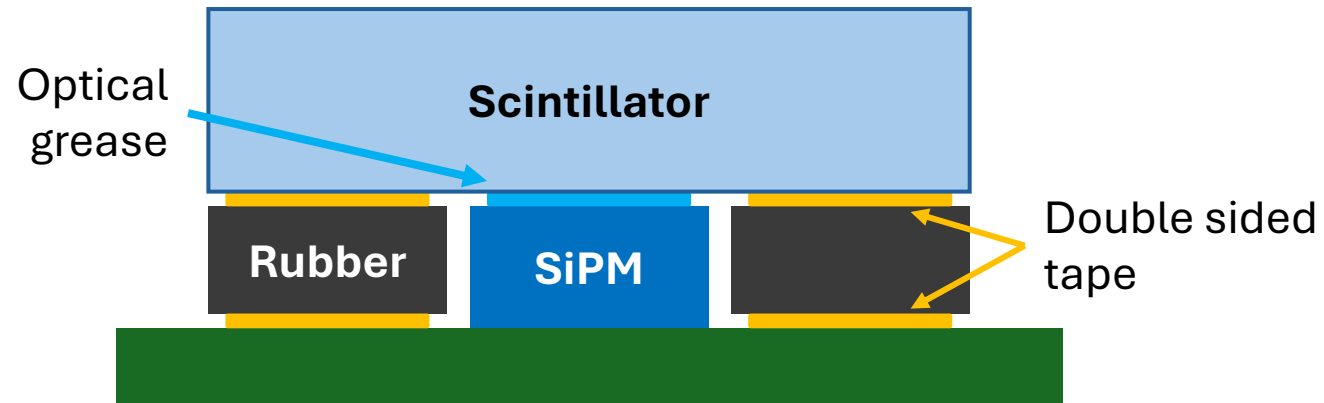 Optical
grease
Scintillator
Rubber
SiPM
Double sided
tape